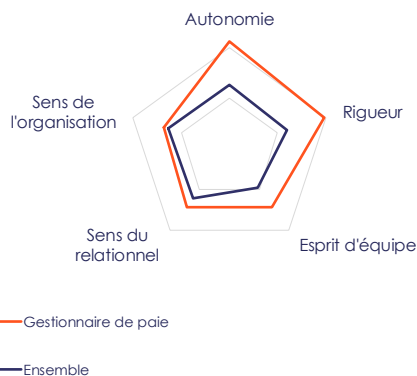 Autonomie
Sens de
l'organisation
Rigueur
Sens du
relationnel
Esprit d'équipe
Gestionnaire de paie
Ensemble